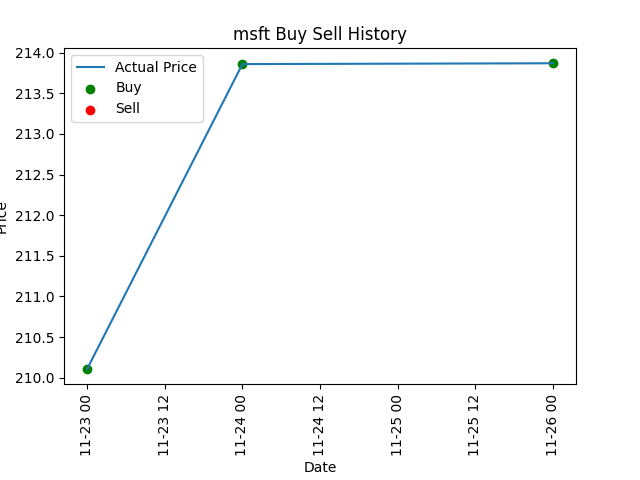 msft Buy Sell History
Actual Price
Buy
Sell
214.0
213.5
213.0
212.5
212.0
211.5
211.0
210.5
210.0
Price
11-23 00
11-23 12
11-24 00
11-24 12
11-25 00
11-25 12
11-26 00
Date